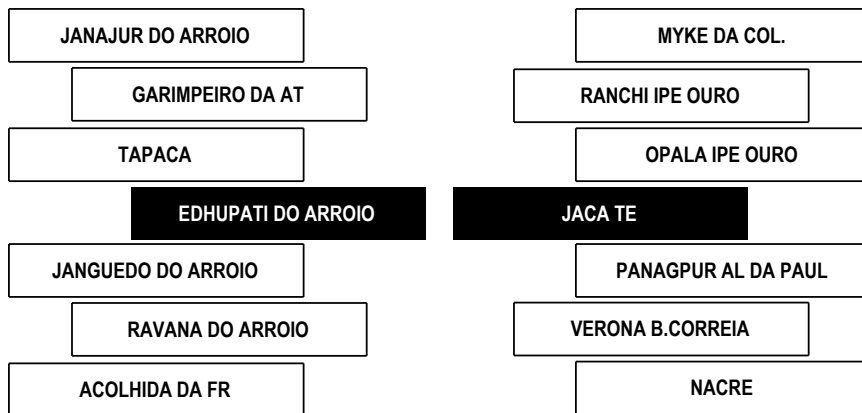 JANAJUR DO ARROIO
MYKE DA COL.
GARIMPEIRO DA AT
RANCHI IPE OURO
TAPACA
OPALA IPE OURO
EDHUPATI DO ARROIO
JACA TE
JANGUEDO DO ARROIO
PANAGPUR AL DA PAUL
RAVANA DO ARROIO
VERONA B.CORREIA
ACOLHIDA DA FR
NACRE